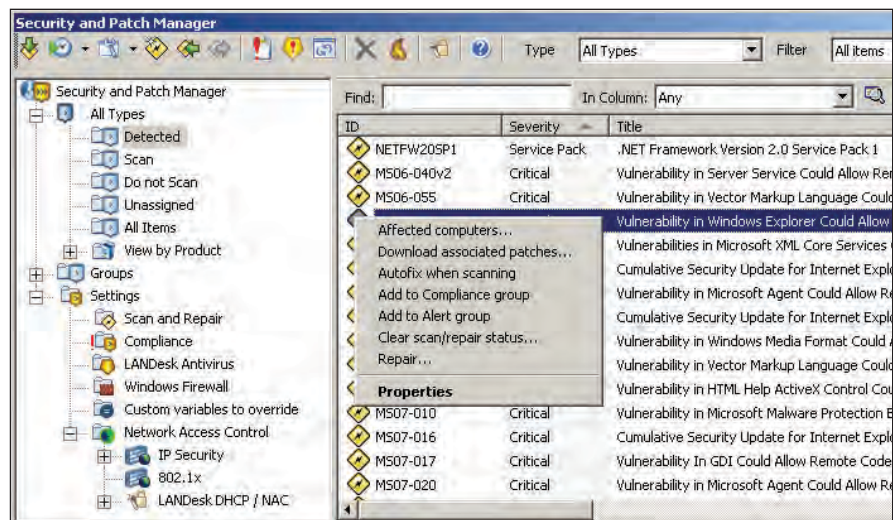 Security and Patch Manager
Type All Types Filter All items
Security and Patch Manager
All Types
Detected
Scan
Do not Scan
Unassigned
All Items
View by Product
Groups
Settings
Scan and Repair
Compliance
LANDesk Antivirus
Windows Firewall
Custom variables to override
Network Access Control
IP Security
802.1x
LANDesk DHCP / NAC
Find: In Column: Any
ID Severity Title
NETFW20SP1 Service Pack .NET Framework Version 2.0 Service Pack 1
MS06-040v2 Critical Vulnerability in Server Service Could Allow Rem
MS06-055 Critical Vulnerability in Vector Markup Language Could
Vulnerability in Windows Explorer Could Allow
Vulnerabilities in Microsoft XML Core Services
Cumulative Security Update for Internet Explo
Vulnerability in Microsoft Agent Could Allow Re
Cumulative Security Update for Internet Explo
Vulnerability in Windows Media Format Could A
Vulnerability in Vector Markup Language Could
Vulnerability in HTML Help ActiveX Control Cou
MS07-010 Critical Vulnerability in Microsoft Malware Protection E
MS07-016 Critical Cumulative Security Update for Internet Explo
MS07-017 Critical Vulnerability In GDI Could Allow Remote Code
MS07-020 Critical Vulnerability in Microsoft Agent Could Allow Re
Affected computers...
Download associated patches...
Autofix when scanning
Add to Compliance group
Add to Alert group
Clear scan/repair status...
Repair...
Properties